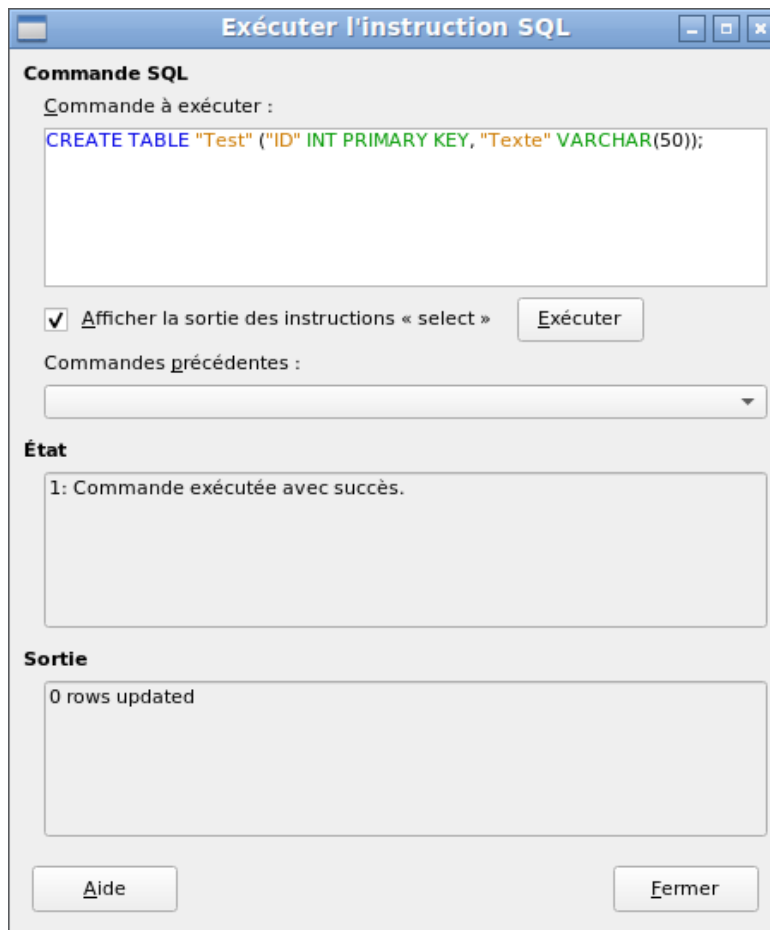 Exécuter l'instruction SQL
Commande SQL
Commande à exécuter :
CREATE TABLE "Test" ("ID" INT PRIMARY KEY, "Texte" VARCHAR(50));
Afficher la sortie des instructions « select »
Exécuter
Commandes précédentes :
État
1: Commande exécutée avec succès.
Sortie
0 rows updated
Aide
Fermer